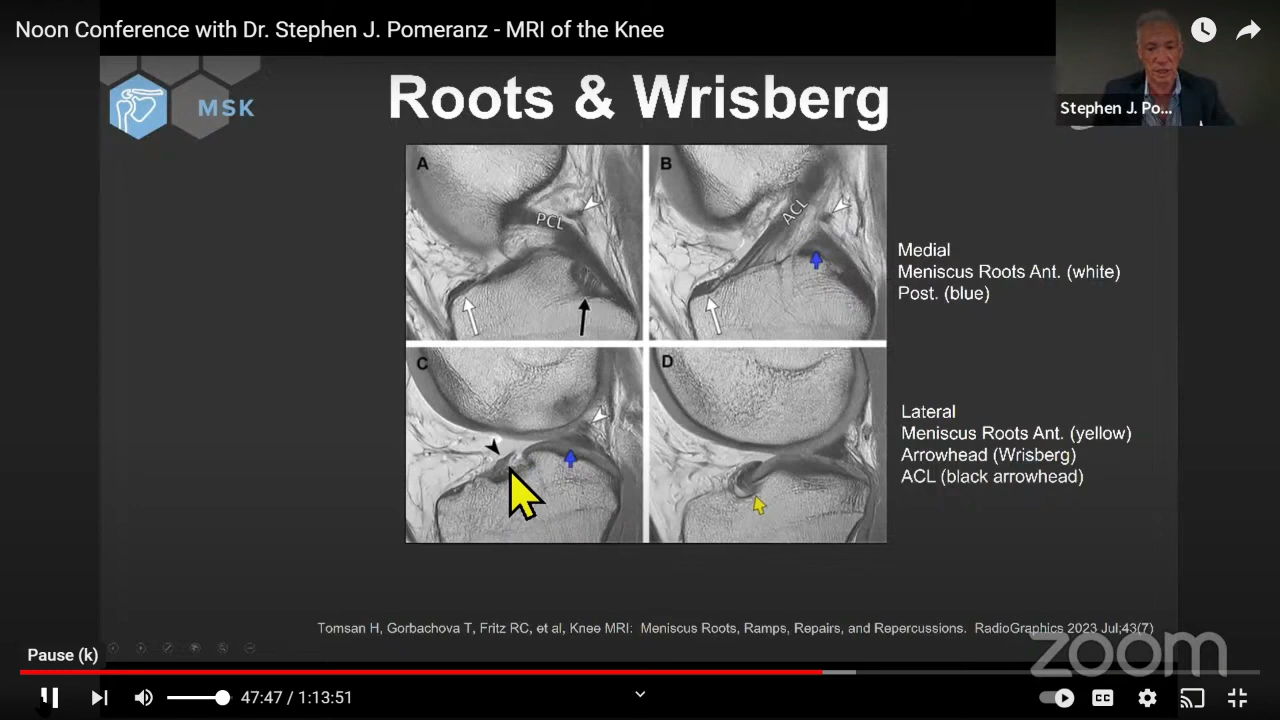 Noon Conference with Dr. Stephen J. Pomeranz - MRI of the Knee
Stephen J. Po...
MSK
Roots & Wrisberg
A
PCL
B
ACL
Medial
Meniscus Roots Ant. (white)
Post. (blue)
C
D
Lateral
Meniscus Roots Ant. (yellow)
Arrowhead (Wrisberg)
ACL (black arrowhead)
Tomsan H, Gorbachova T, Fritz RC, et al, Knee MRI: Meniscus Roots, Ramps, Repairs, and Repercussions. RadioGraphics 2023 Jul;43(7)
zoom
Pause (k)
47:47 / 1:13:51
CC